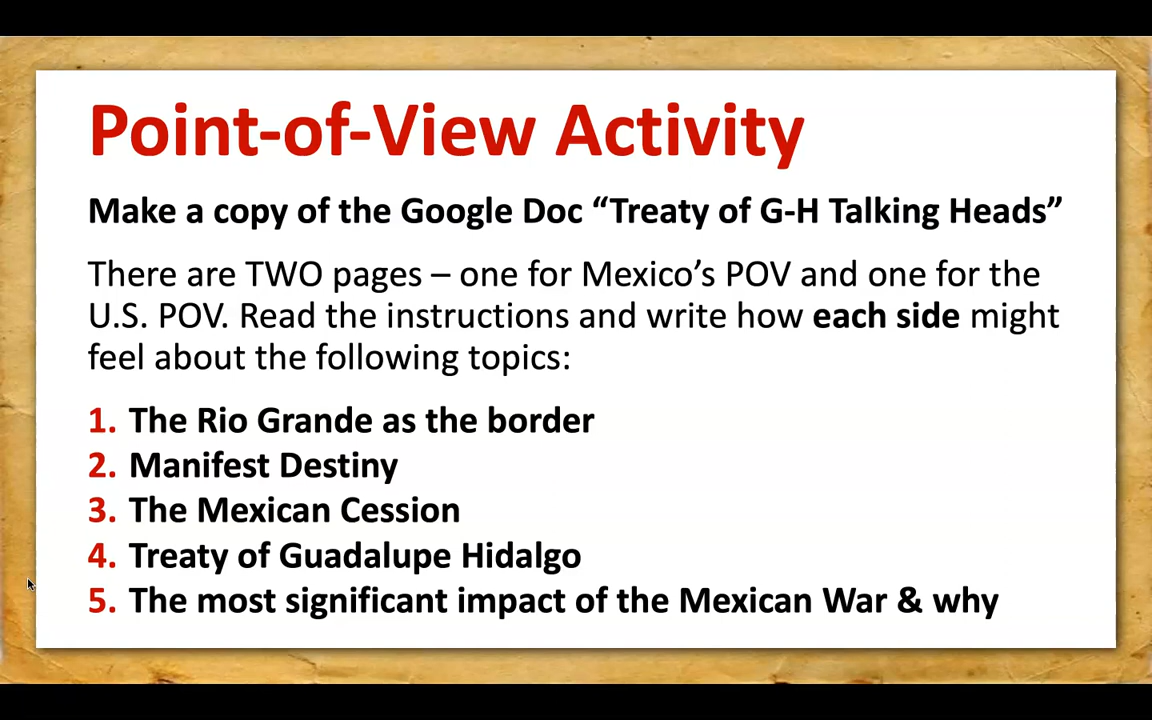 Point-of-View Activity
Make a copy of the Google Doc “Treaty of G-H Talking Heads”
There are TWO pages – one for Mexico’s POV and one for the
U.S. POV. Read the instructions and write how each side might
feel about the following topics:
1. The Rio Grande as the border
2. Manifest Destiny
3. The Mexican Cession
4. Treaty of Guadalupe Hidalgo
5. The most significant impact of the Mexican War & why